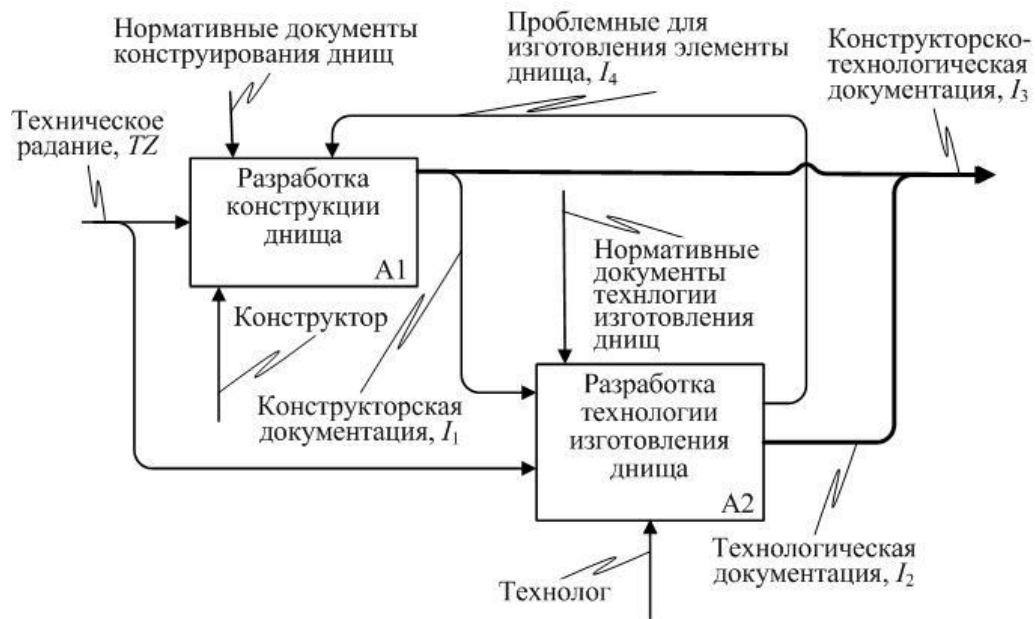 Нормативные документы
конструирования днищ
Проблемные для
изготовления элементы
днища, I4
Конструкторско-
технологическая
документация, I3
Техническое
радание, TZ
Разработка
конструкции
днища
A1
Конструктор
Нормативные
документы
технлогии
изготовления
днищ
Конструкторская
документация, I1
Разработка
технологии
изготовления
днища
A2
Технолог
Технологическая
документация, I2